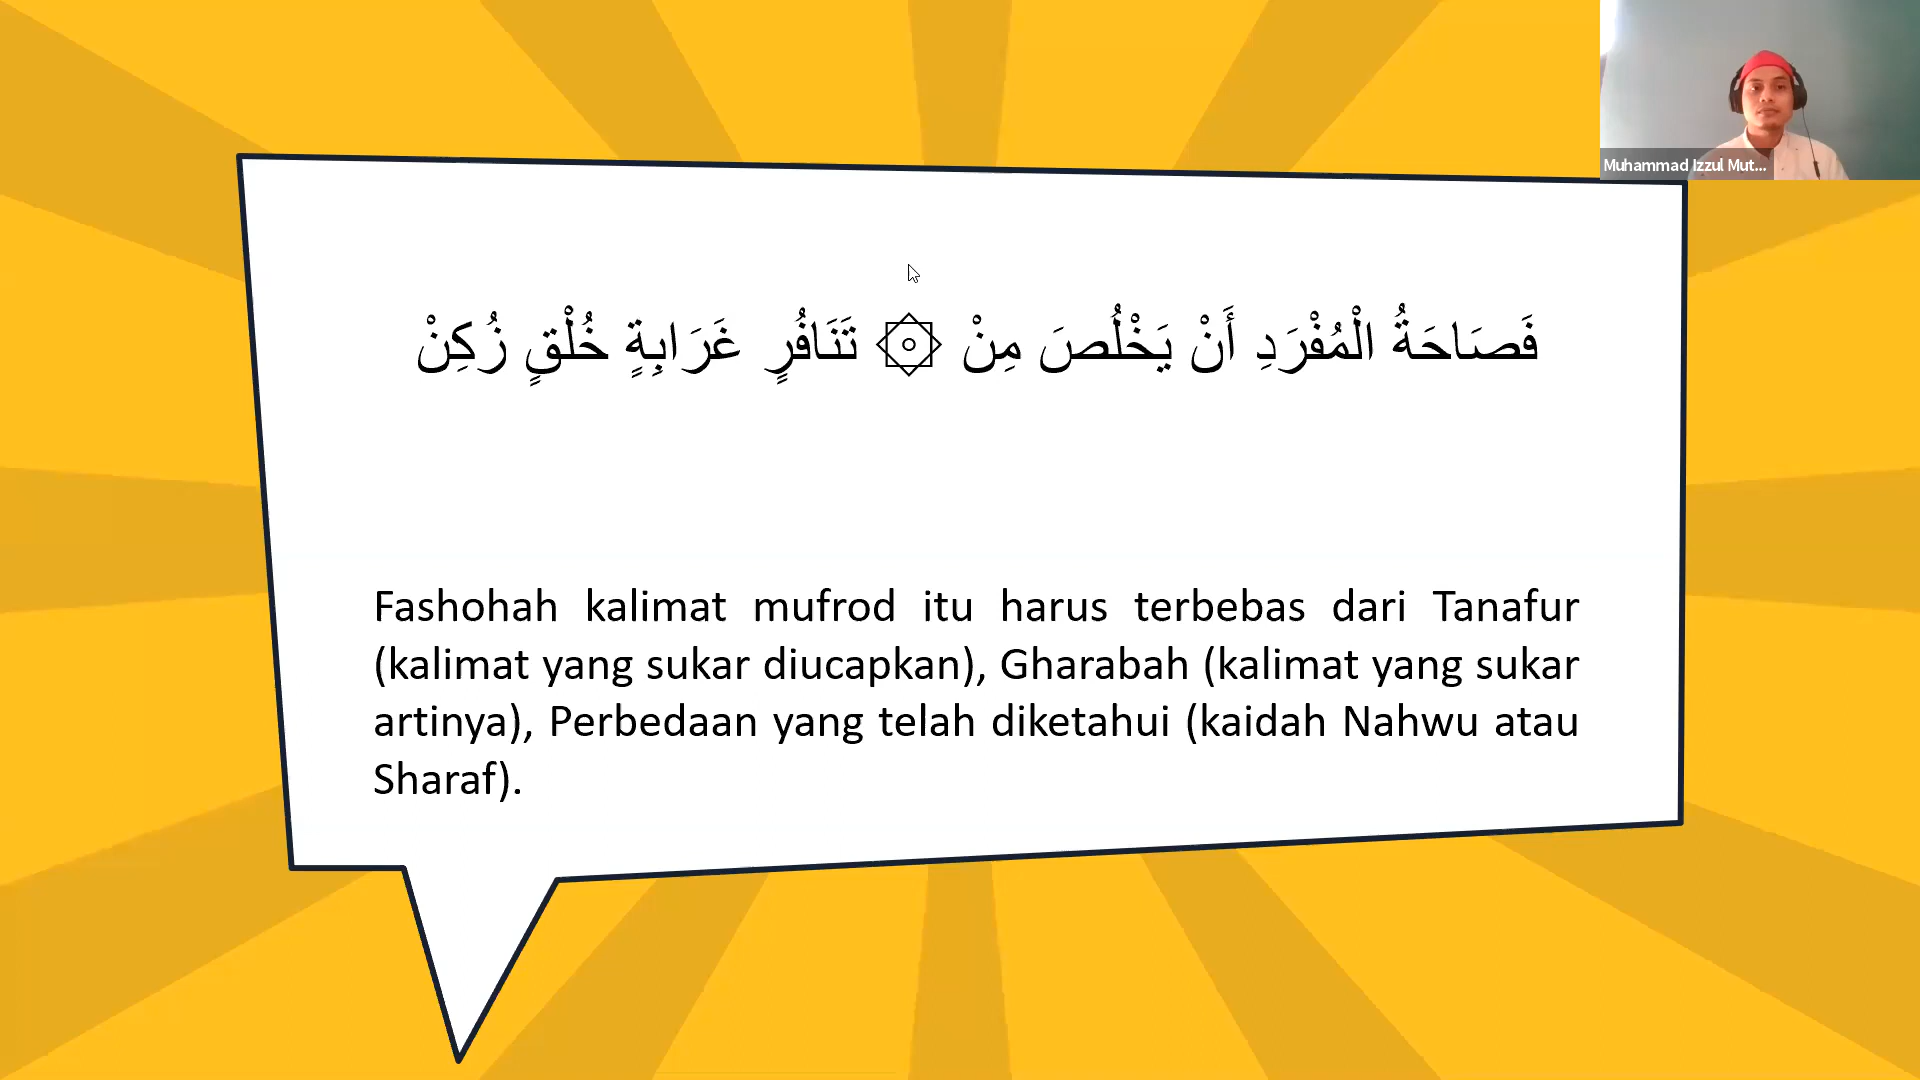 Muhammad Izzul Mut...
فَصَاحَةُ الْمُفْرَدِ أَنْ يَخْلُصَ مِنْ ۞ تَنَافُرٍ غَرَابِةٍ خُلْقٍ زُكِنْ
Fashohah kalimat mufrod itu harus terbebas dari Tanafur
(kalimat yang sukar diucapkan), Gharabah (kalimat yang sukar
artinya), Perbedaan yang telah diketahui (kaidah Nahwu atau
Sharaf).